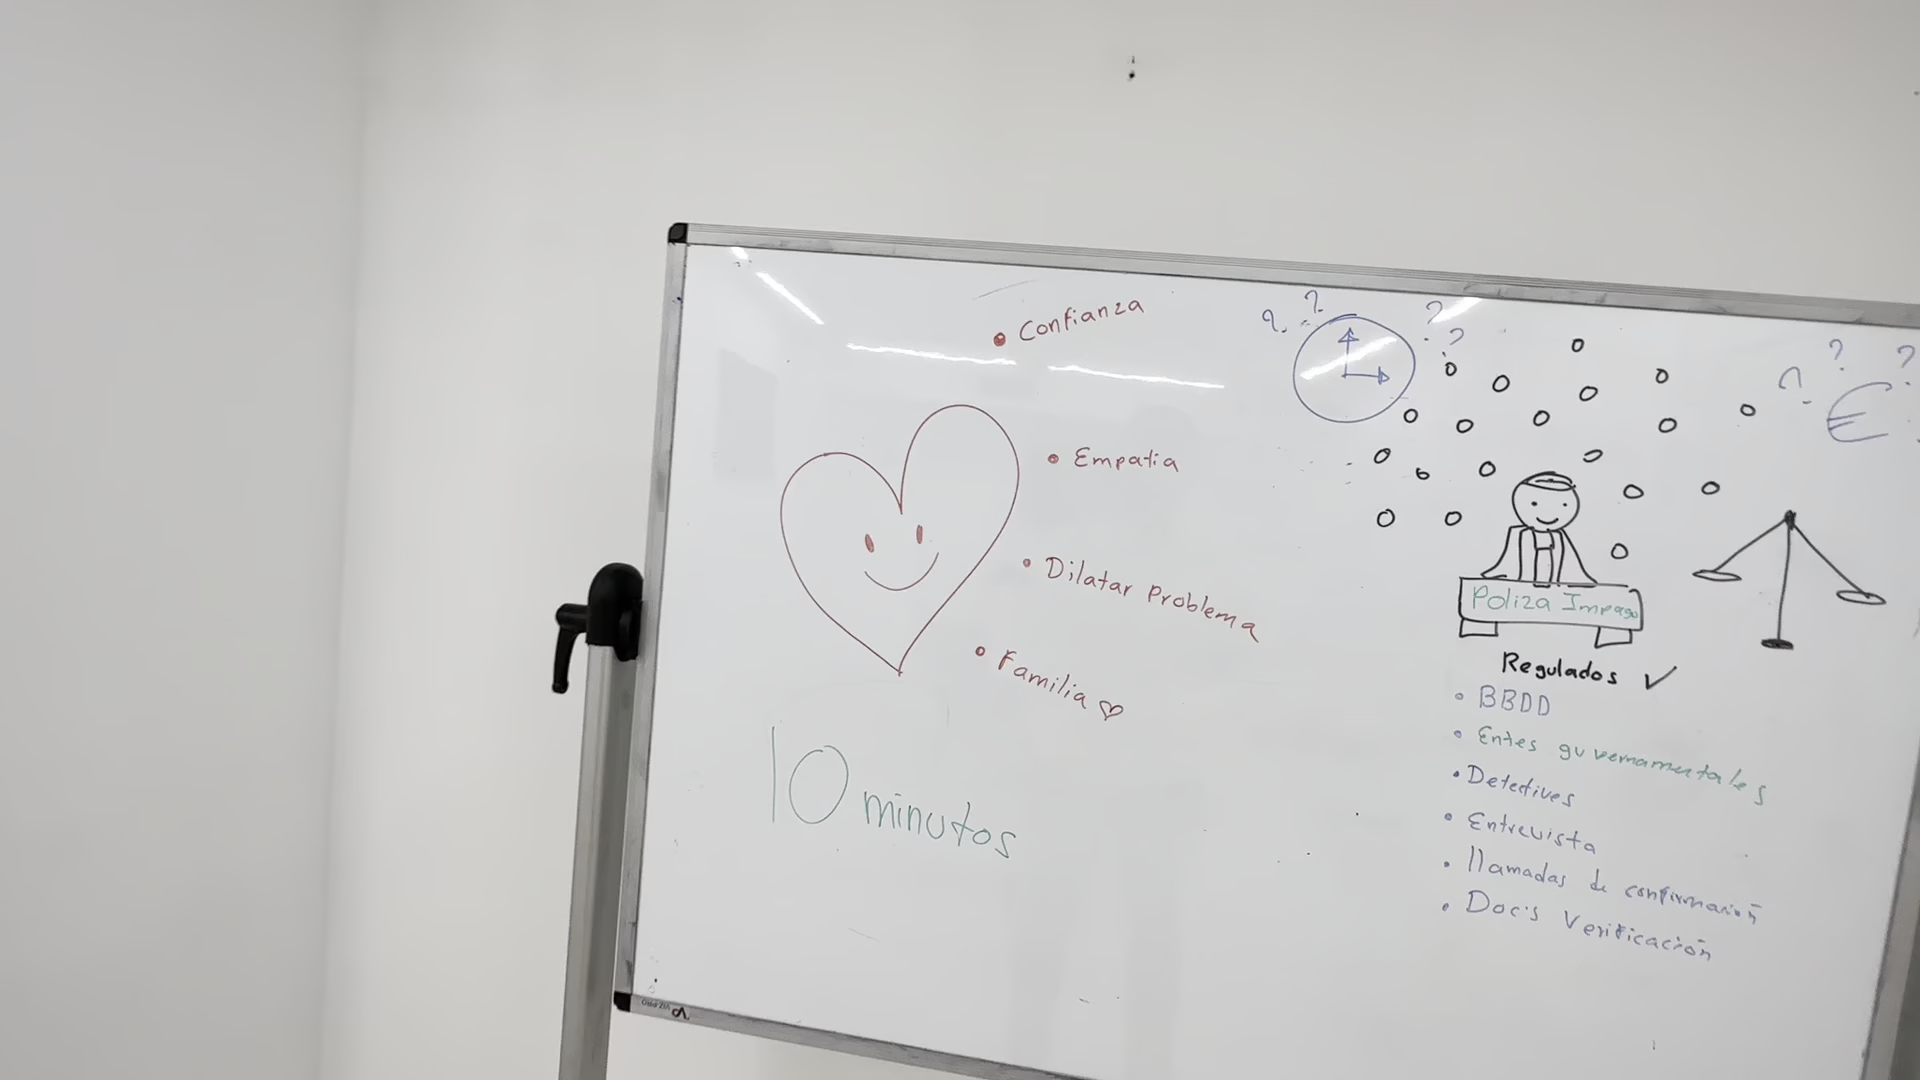 Confianza
Empatia
Dilatar Problema
Familia
10 minutos
? ? ? ?
? ? ? €
Poliza Impago
Regulados ✓
BBDD
Entes guvernamentales
Detectives
Entrevista
llamadas de confirmación
Doc's Verificación